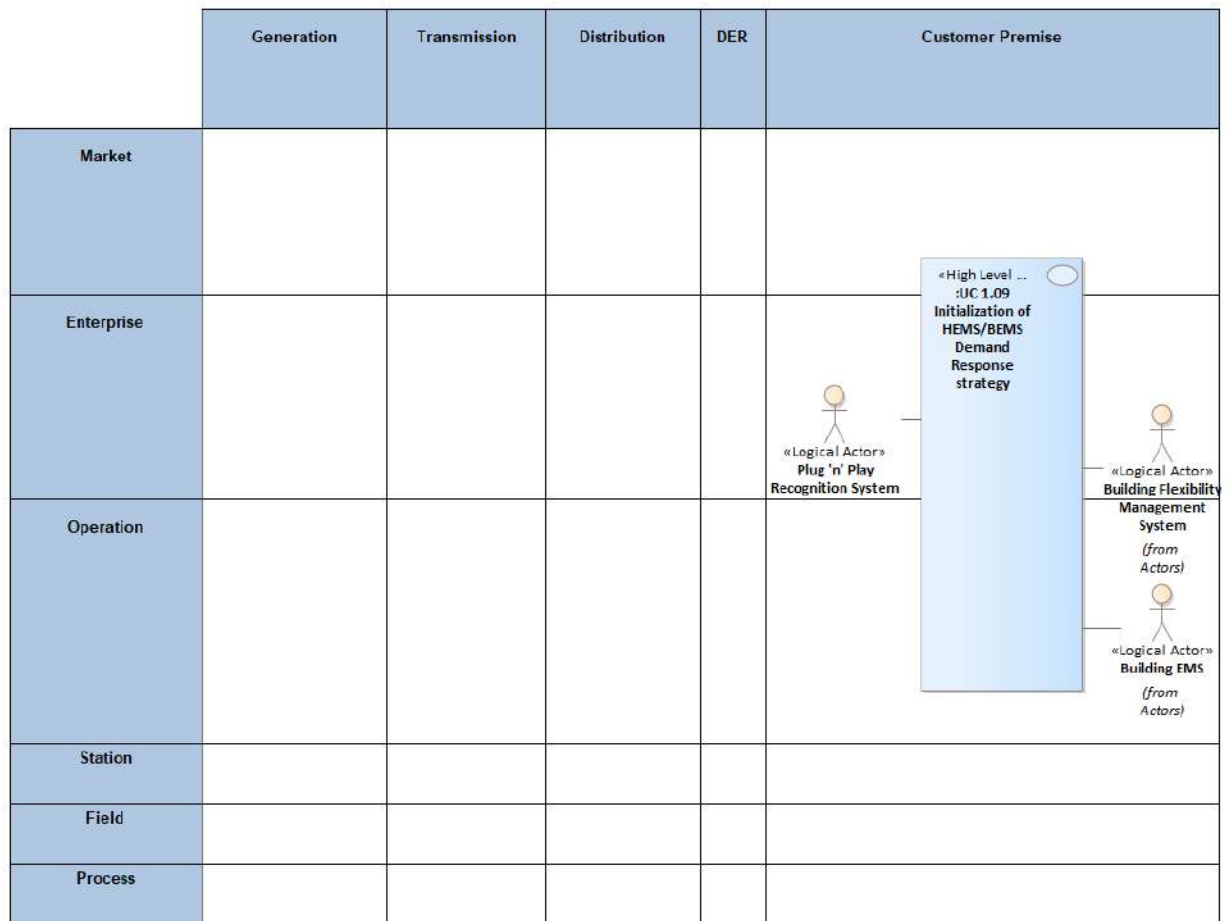 Generation Transmission Distribution DER Customer Premise
Market
«High Level ...
:UC 1.09
Initialization of
HEMS/BEMS
Demand
Response
strategy
Enterprise
«Logical Actor»
Plug 'n' Play
Recognition System
«Logical Actor»
Building Flexibility
Management
System
(from
Actors)
Operation
«Logical Actor»
Building EMS
(from
Actors)
Station
Field
Process